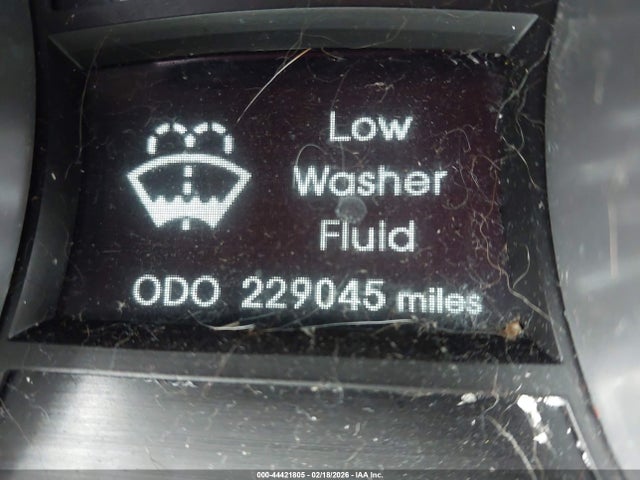 Low
Washer
Fluid
ODO 229045 miles
000-44421805 - 02/18/2026 - IAA Inc.